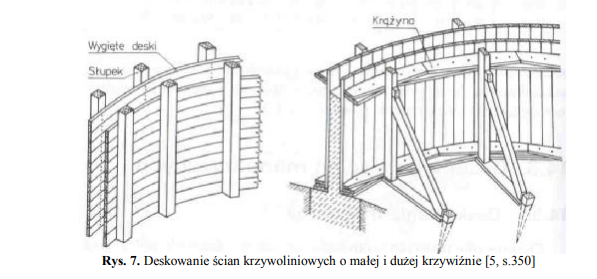 Wygięte deski
Słupek
Krążyna
Rys. 7. Deskowanie ścian krzywoliniowych o małej i dużej krzywiźnie [5, s.350]